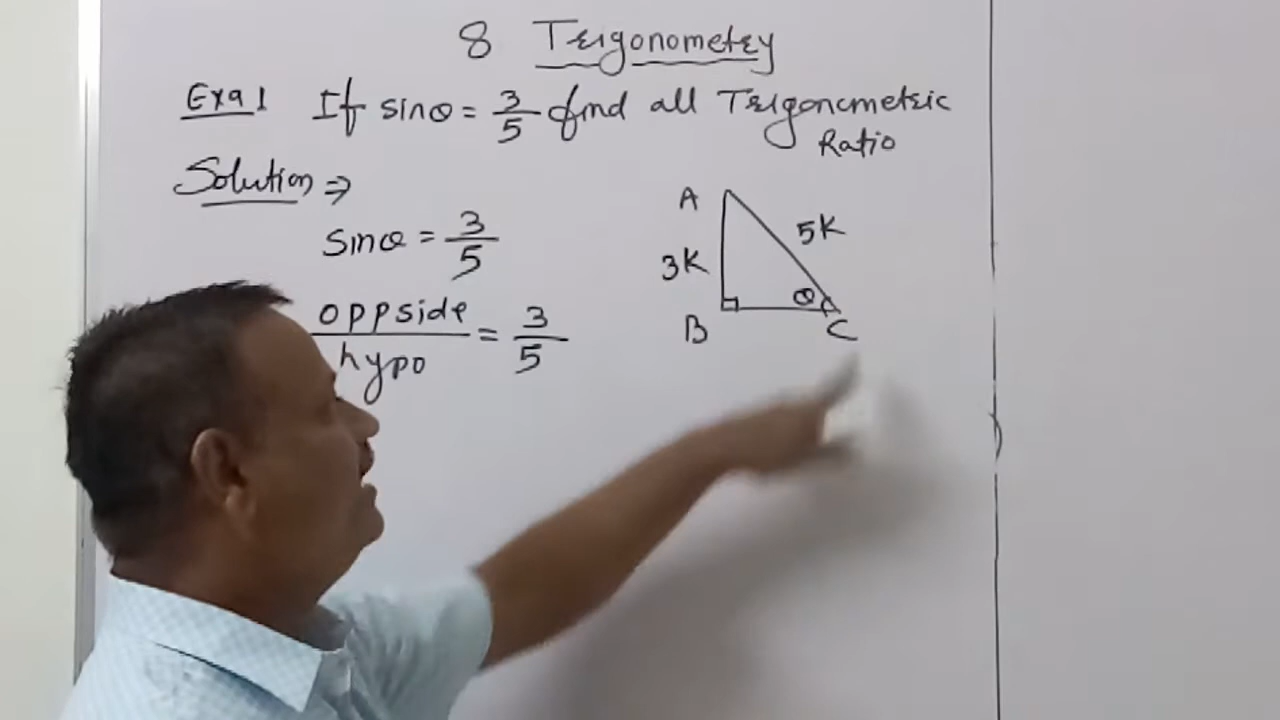 8 Trigonometry
Exa 1 If sinθ = 3/5 find all Trigonometric
Ratio
Solution ⇒
sinθ = 3/5
oppside/hypo = 3/5
A
5K
3K
θ
B
C